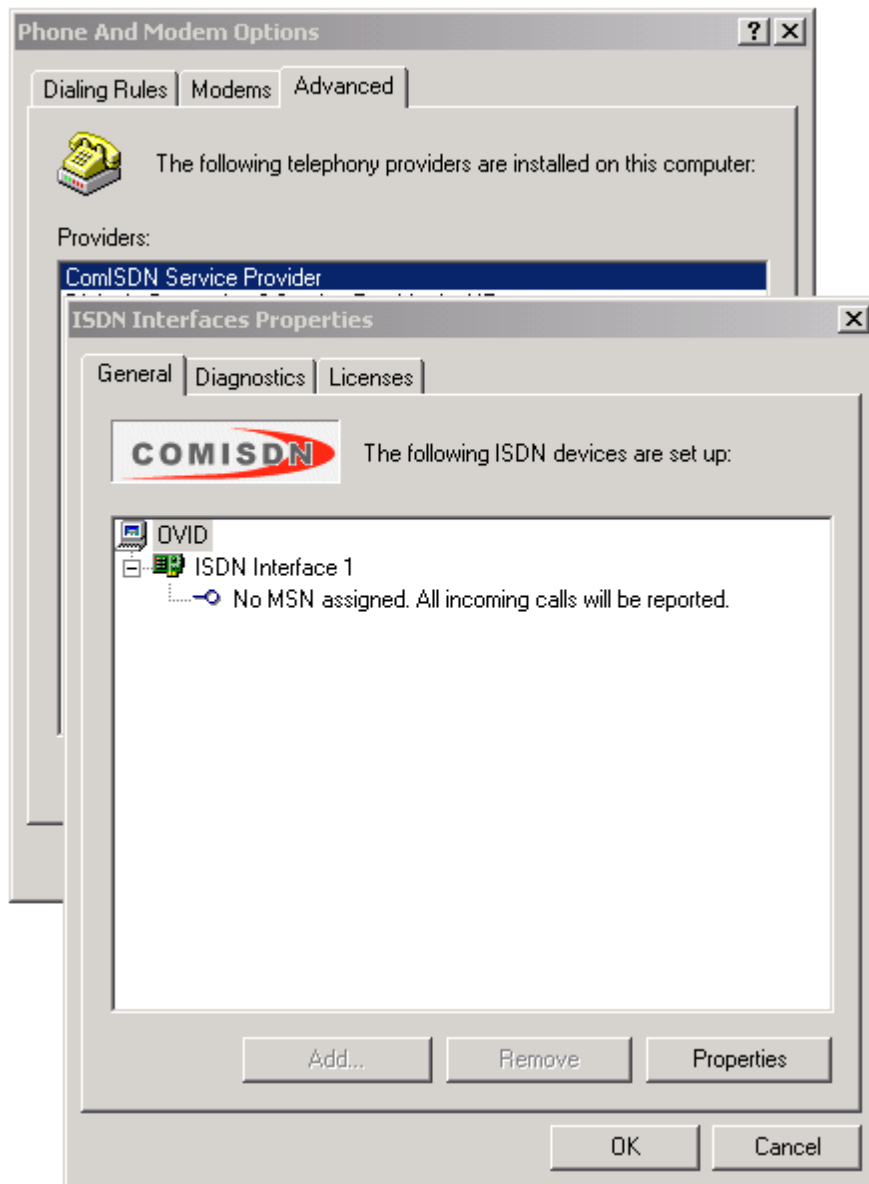 Phone And Modem Options
Dialing Rules Modems Advanced
The following telephony providers are installed on this computer:
Providers:
ComISDN Service Provider
ISDN Interfaces Properties
General Diagnostics Licenses
COMISDN The following ISDN devices are set up:
OVID
ISDN Interface 1
No MSN assigned. All incoming calls will be reported.
Add... Remove Properties
OK Cancel